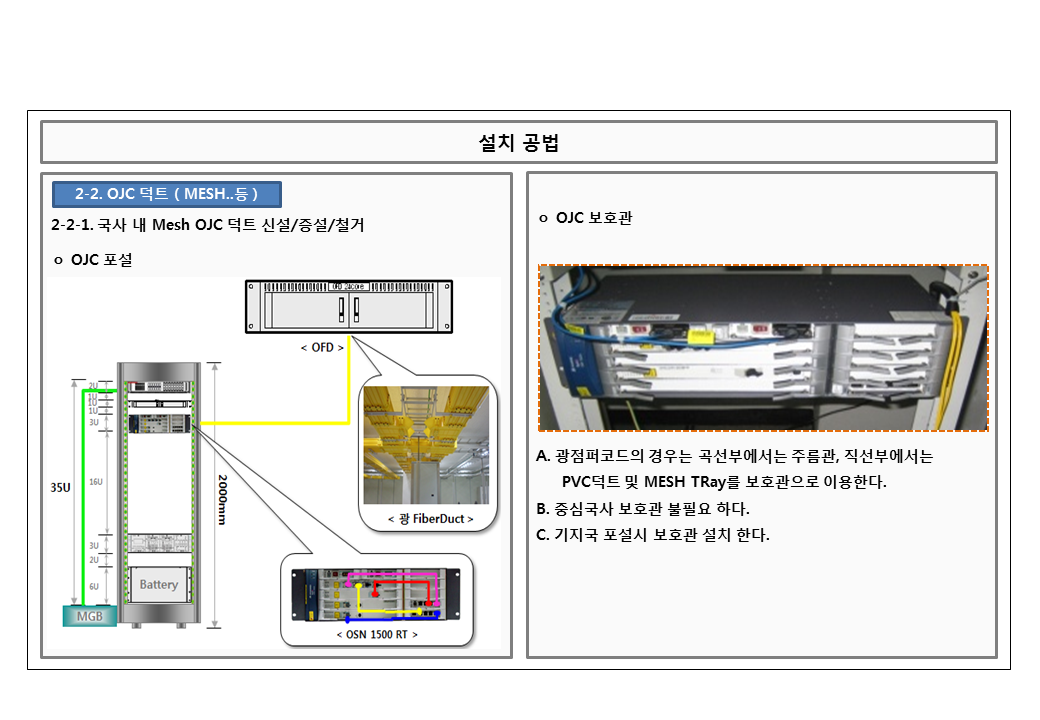 설치 공법
2-2. OJC 덕트 ( MESH..등 )
2-2-1. 국사 내 Mesh OJC 덕트 신설/증설/철거
ㅇ OJC 포설
< OFD >
2U
1U
1U
1U
3U
35U
16U
2000mm
3U
2U
6U
Battery
MGB
< 광 FiberDuct >
< OSN 1500 RT >
ㅇ OJC 보호관
A. 광점퍼코드의 경우는 곡선부에서는 주름관, 직선부에서는
PVC덕트 및 MESH TRay를 보호관으로 이용한다.
B. 중심국사 보호관 불필요 하다.
C. 기지국 포설시 보호관 설치 한다.